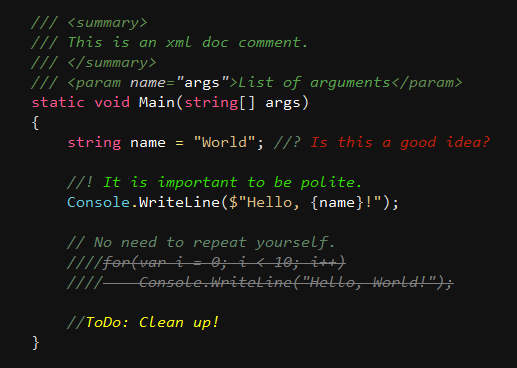 /// <summary>
/// This is an xml doc comment.
/// </summary>
/// <param name="args">List of arguments</param>
static void Main(string[] args)
{
    string name = "World"; //? Is this a good idea?

    //! It is important to be polite.
    Console.WriteLine($"Hello, {name}!");

    // No need to repeat yourself.
    ////for(var i = 0; i < 10; i++)
    ////    Console.WriteLine("Hello, World!");

    //ToDo: Clean up!
}